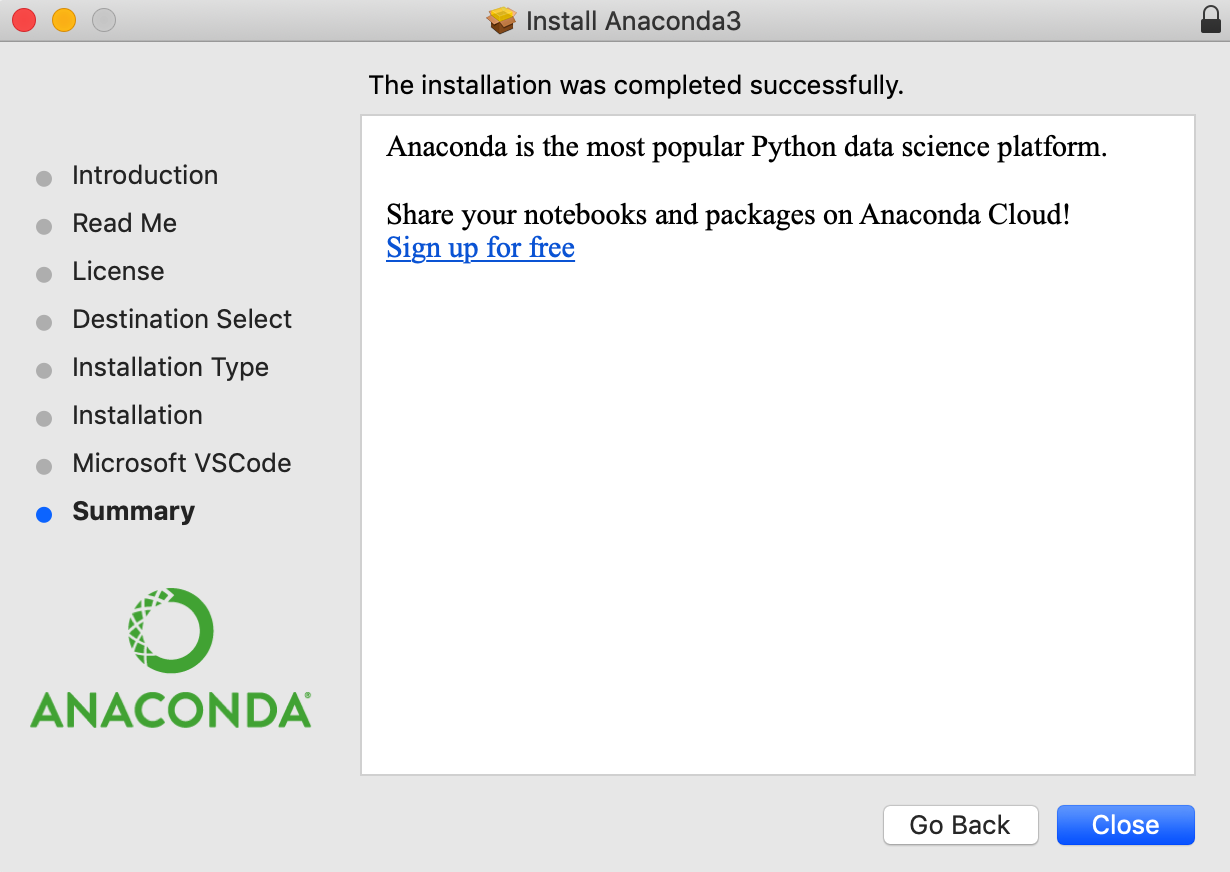 Install Anaconda3
The installation was completed successfully.
Introduction
Read Me
License
Destination Select
Installation Type
Installation
Microsoft VSCode
Summary
ANACONDA®
Anaconda is the most popular Python data science platform.
Share your notebooks and packages on Anaconda Cloud!
Sign up for free
Go Back
Close